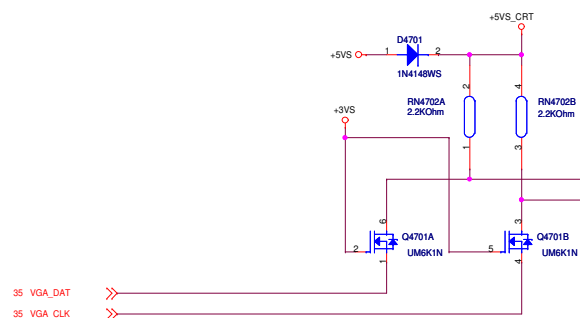 +5VS_CRT
D4701
+5VS 1 2
1N4148WS
2 4
RN4702A RN4702B
2.2KOhm 2.2KOhm
+3VS
1 3
6 3
Q4701A Q4701B
2 5
UM6K1N UM6K1N
1 4
35 VGA_DAT
35 VGA_CLK